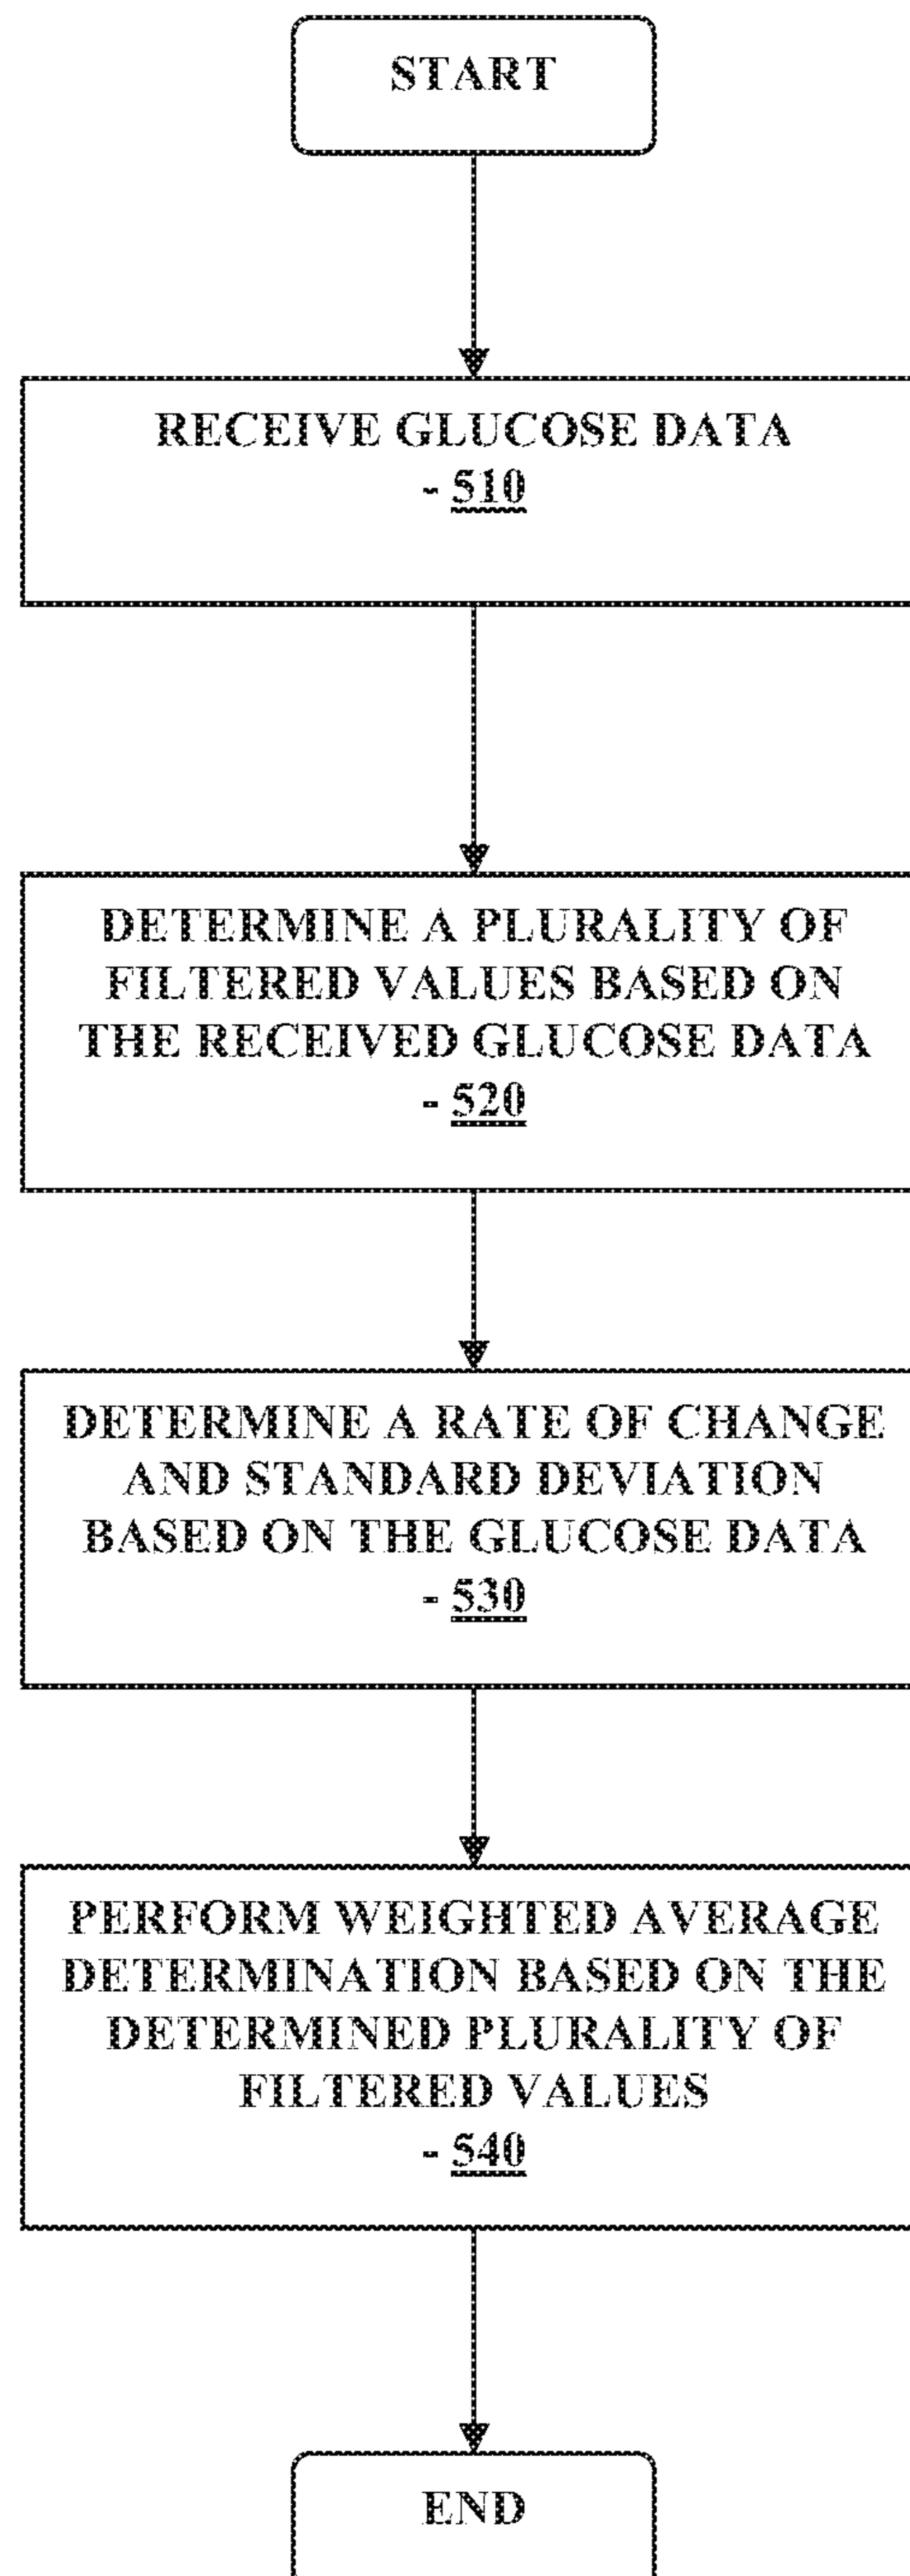 START
RECEIVE GLUCOSE DATA
- 510
DETERMINE A PLURALITY OF
FILTERED VALUES BASED ON
THE RECEIVED GLUCOSE DATA
- 520
DETERMINE A RATE OF CHANGE
AND STANDARD DEVIATION
BASED ON THE GLUCOSE DATA
- 530
PERFORM WEIGHTED AVERAGE
DETERMINATION BASED ON THE
DETERMINED PLURALITY OF
FILTERED VALUES
- 540
END